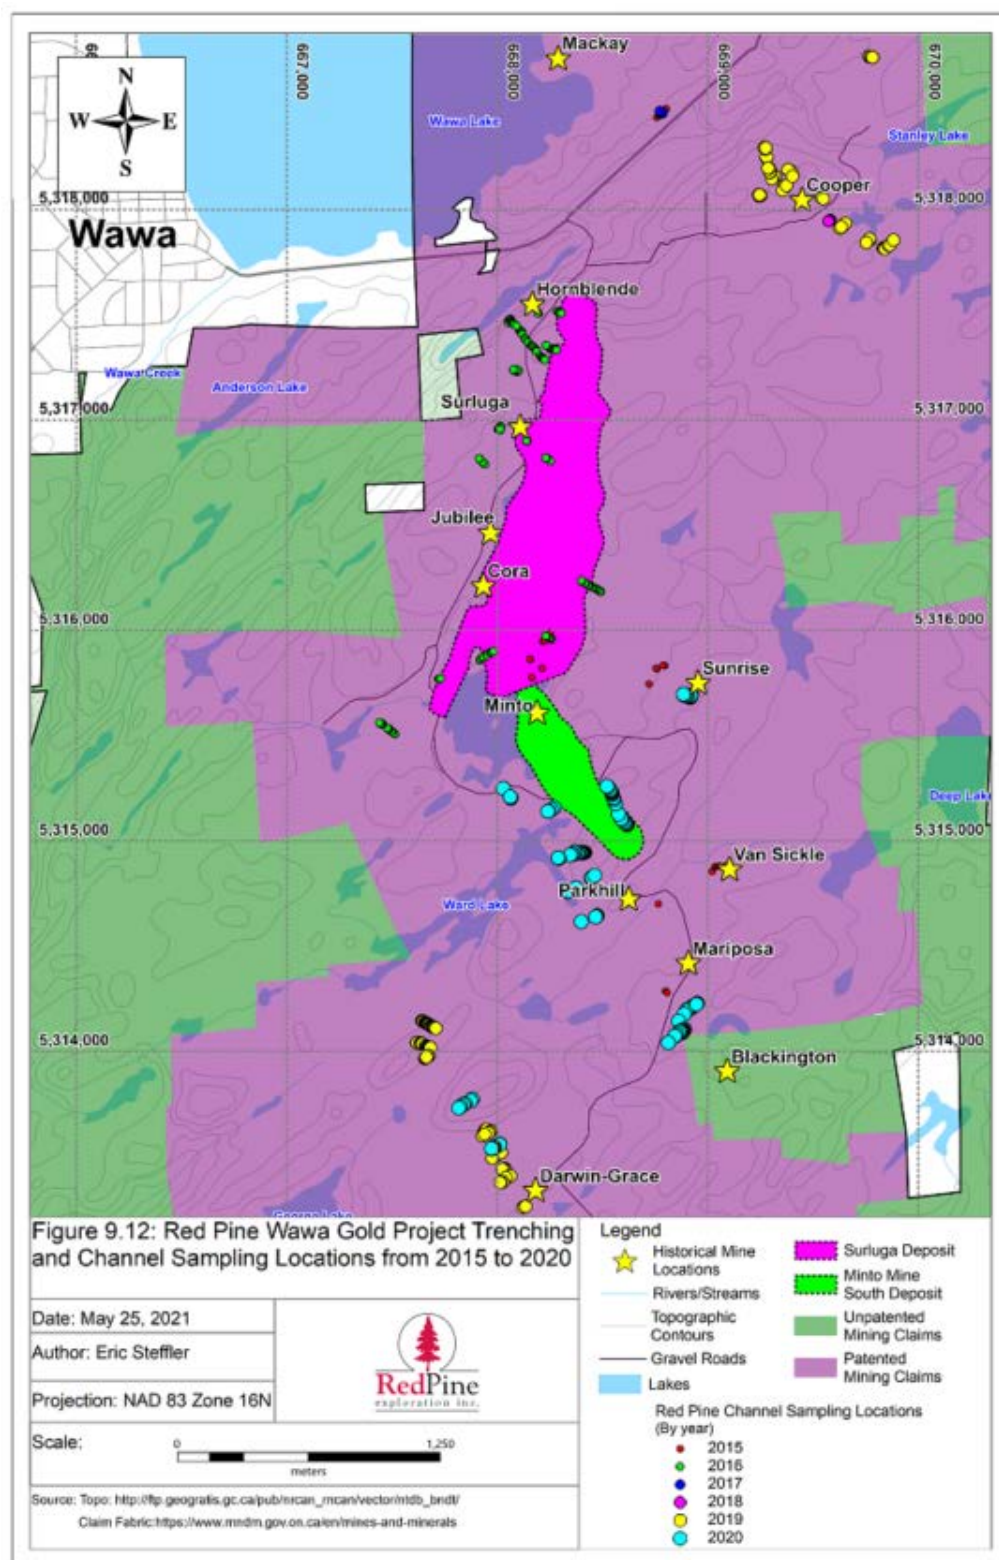 Mackay
667,000
668,000
669,000
670,000
N
W E
S
Wawa Lake
Stanley Lake
Cooper
5,318,000
5,318,000
Wawa
Hornblende
Wawa Creek
Anderson Lake
Surluga
5,317,000
5,317,000
Jubilee
Cora
5,316,000
5,316,000
Sunrise
Minto
Deep Lake
5,315,000
5,315,000
Van Sickle
Parkhill
Ward Lake
Mariposa
5,314,000
5,314,000
Blackington
Darwin-Grace
George Lake
Figure 9.12: Red Pine Wawa Gold Project Trenching
and Channel Sampling Locations from 2015 to 2020
Date: May 25, 2021
Author: Eric Steffler
Projection: NAD 83 Zone 16N
RedPine
exploration inc.
Scale:
0 1,250
meters
Source: Topo: http://ftp.geogratis.gc.ca/pub/nrcan_rncan/vector/ntdb_bndt/
Claim Fabric:https://www.mndm.gov.on.ca/en/mines-and-minerals
Legend
Historical Mine
Locations
Rivers/Streams
Topographic
Contours
Gravel Roads
Lakes
Surluga Deposit
Minto Mine
South Deposit
Unpatented
Mining Claims
Patented
Mining Claims
Red Pine Channel Sampling Locations
(By year)
2015
2016
2017
2018
2019
2020